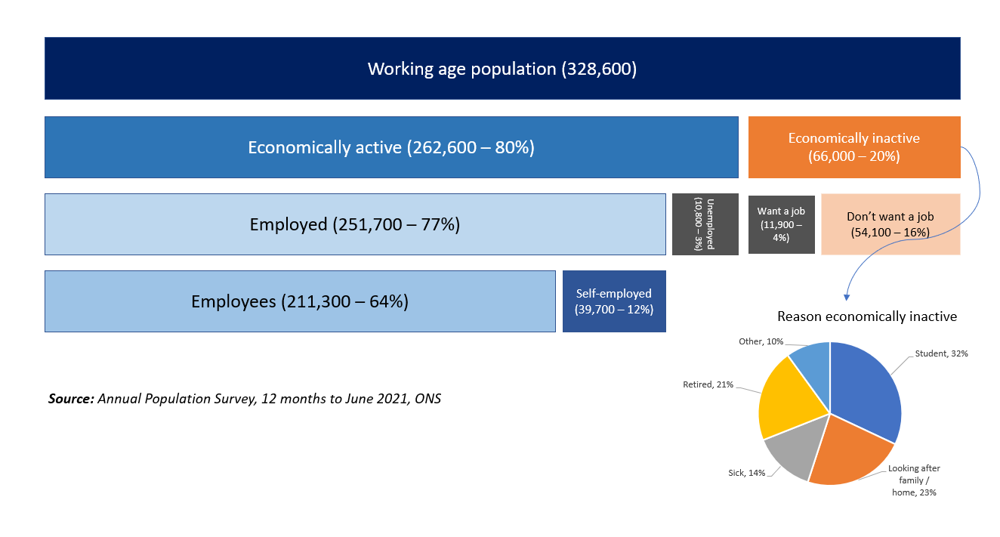 Working age population (328,600)
Economically active (262,600 – 80%)
Economically inactive
(66,000 – 20%)
Employed (251,700 – 77%)
Unemployed
(10,800 – 3%)
Want a job
(11,900 –
4%)
Don’t want a job
(54,100 – 16%)
Employees (211,300 – 64%)
Self-employed
(39,700 – 12%)
Reason economically inactive
Other, 10%
Student, 32%
Retired, 21%
Source: Annual Population Survey, 12 months to June 2021, ONS
Sick, 14%
Looking after
family /
home, 23%